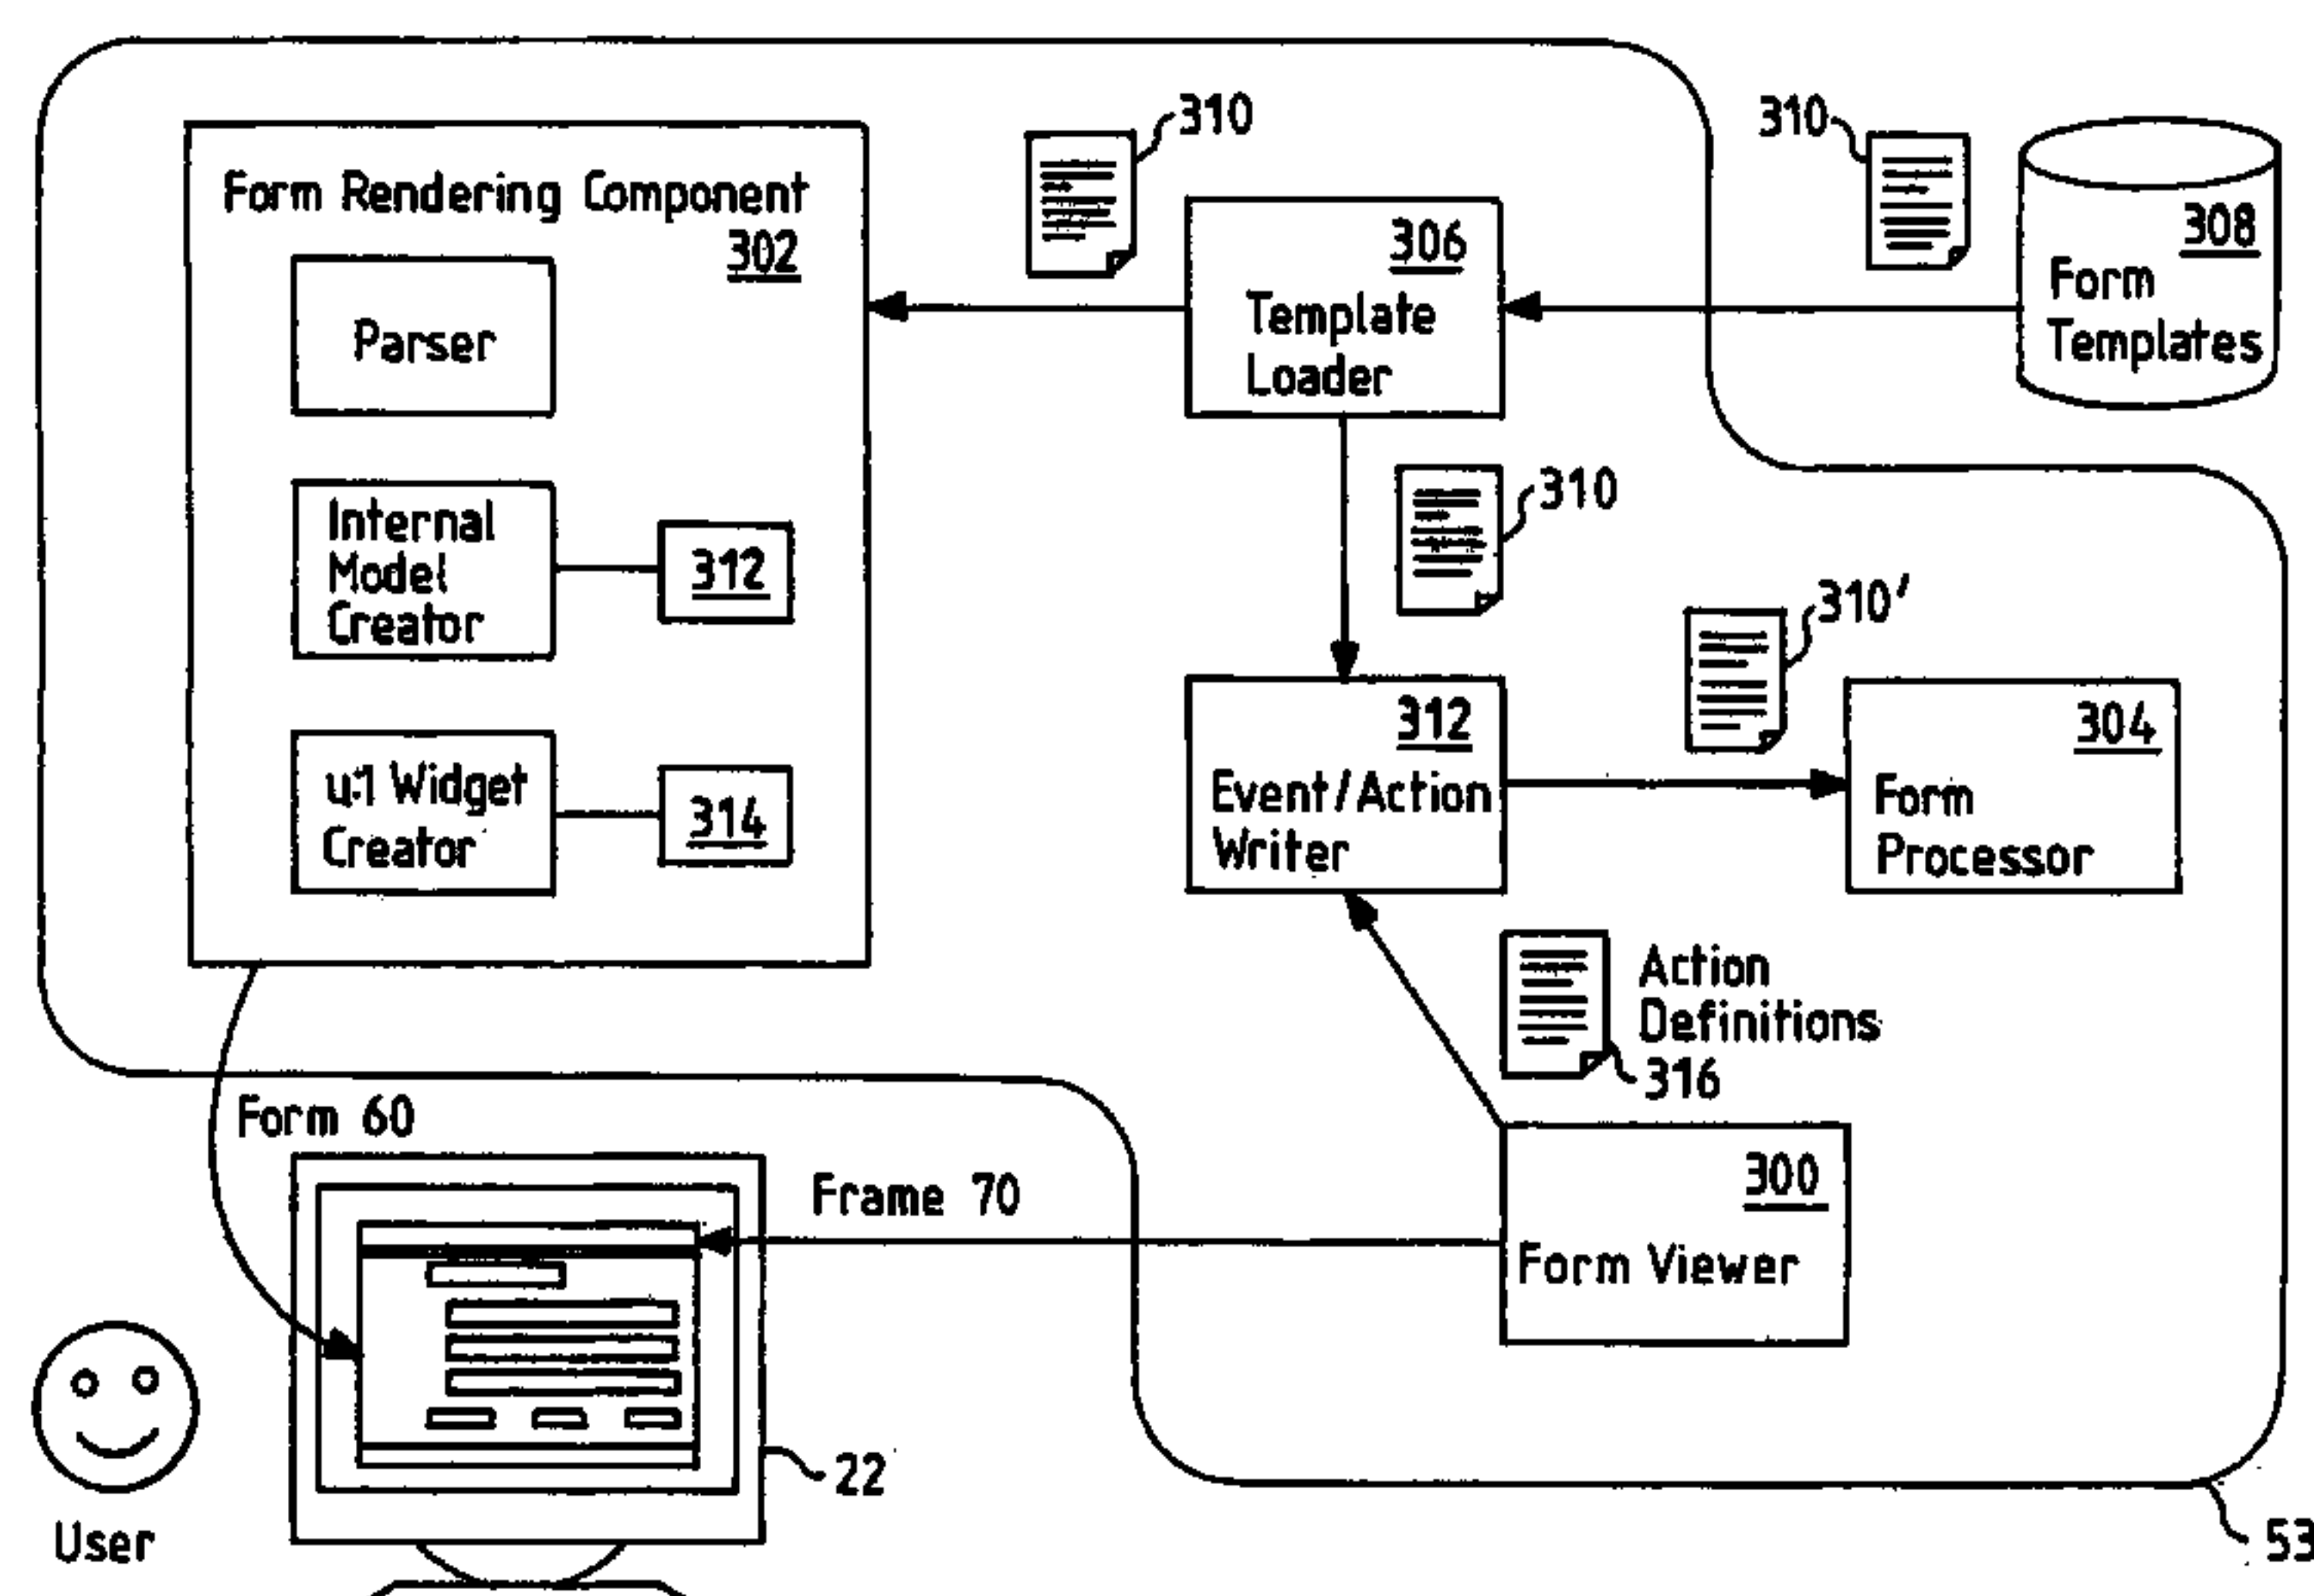 310
310
Form Rendering Component
302
306
Template
Loader
308
Form
Templates
Parser
310
Internal
Model
Creator
312
310'
312
Event/Action
Writer
304
Form
Processor
u:1 Widget
Creator
314
Action
Definitions
316
Form 60
Frame 70
300
Form Viewer
22
User
53